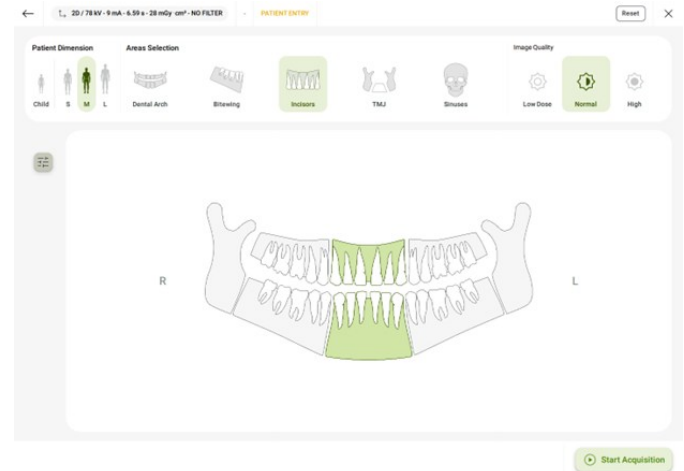 2D / 78 kV - 9 mA - 6.59 s - 28 mGy · cm² - NO FILTER - PATIENT ENTRY Reset
Patient Dimension Areas Selection Image Quality
Child S M L Dental Arch Bitewing Incisors TMJ Sinuses Low Dose Normal High
R L
Start Acquisition